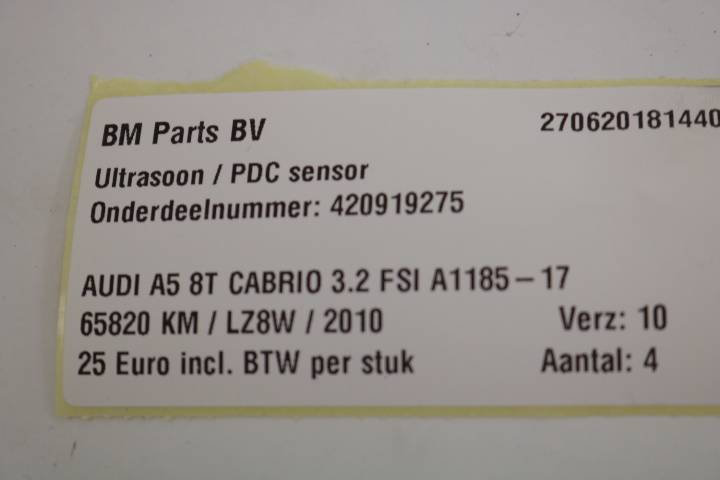 BM Parts BV 270620181440
Ultrasoon / PDC sensor
Onderdeelnummer: 420919275
AUDI A5 8T CABRIO 3.2 FSI A1185-17
65820 KM / LZ8W / 2010 Verz: 10
25 Euro incl. BTW per stuk Aantal: 4